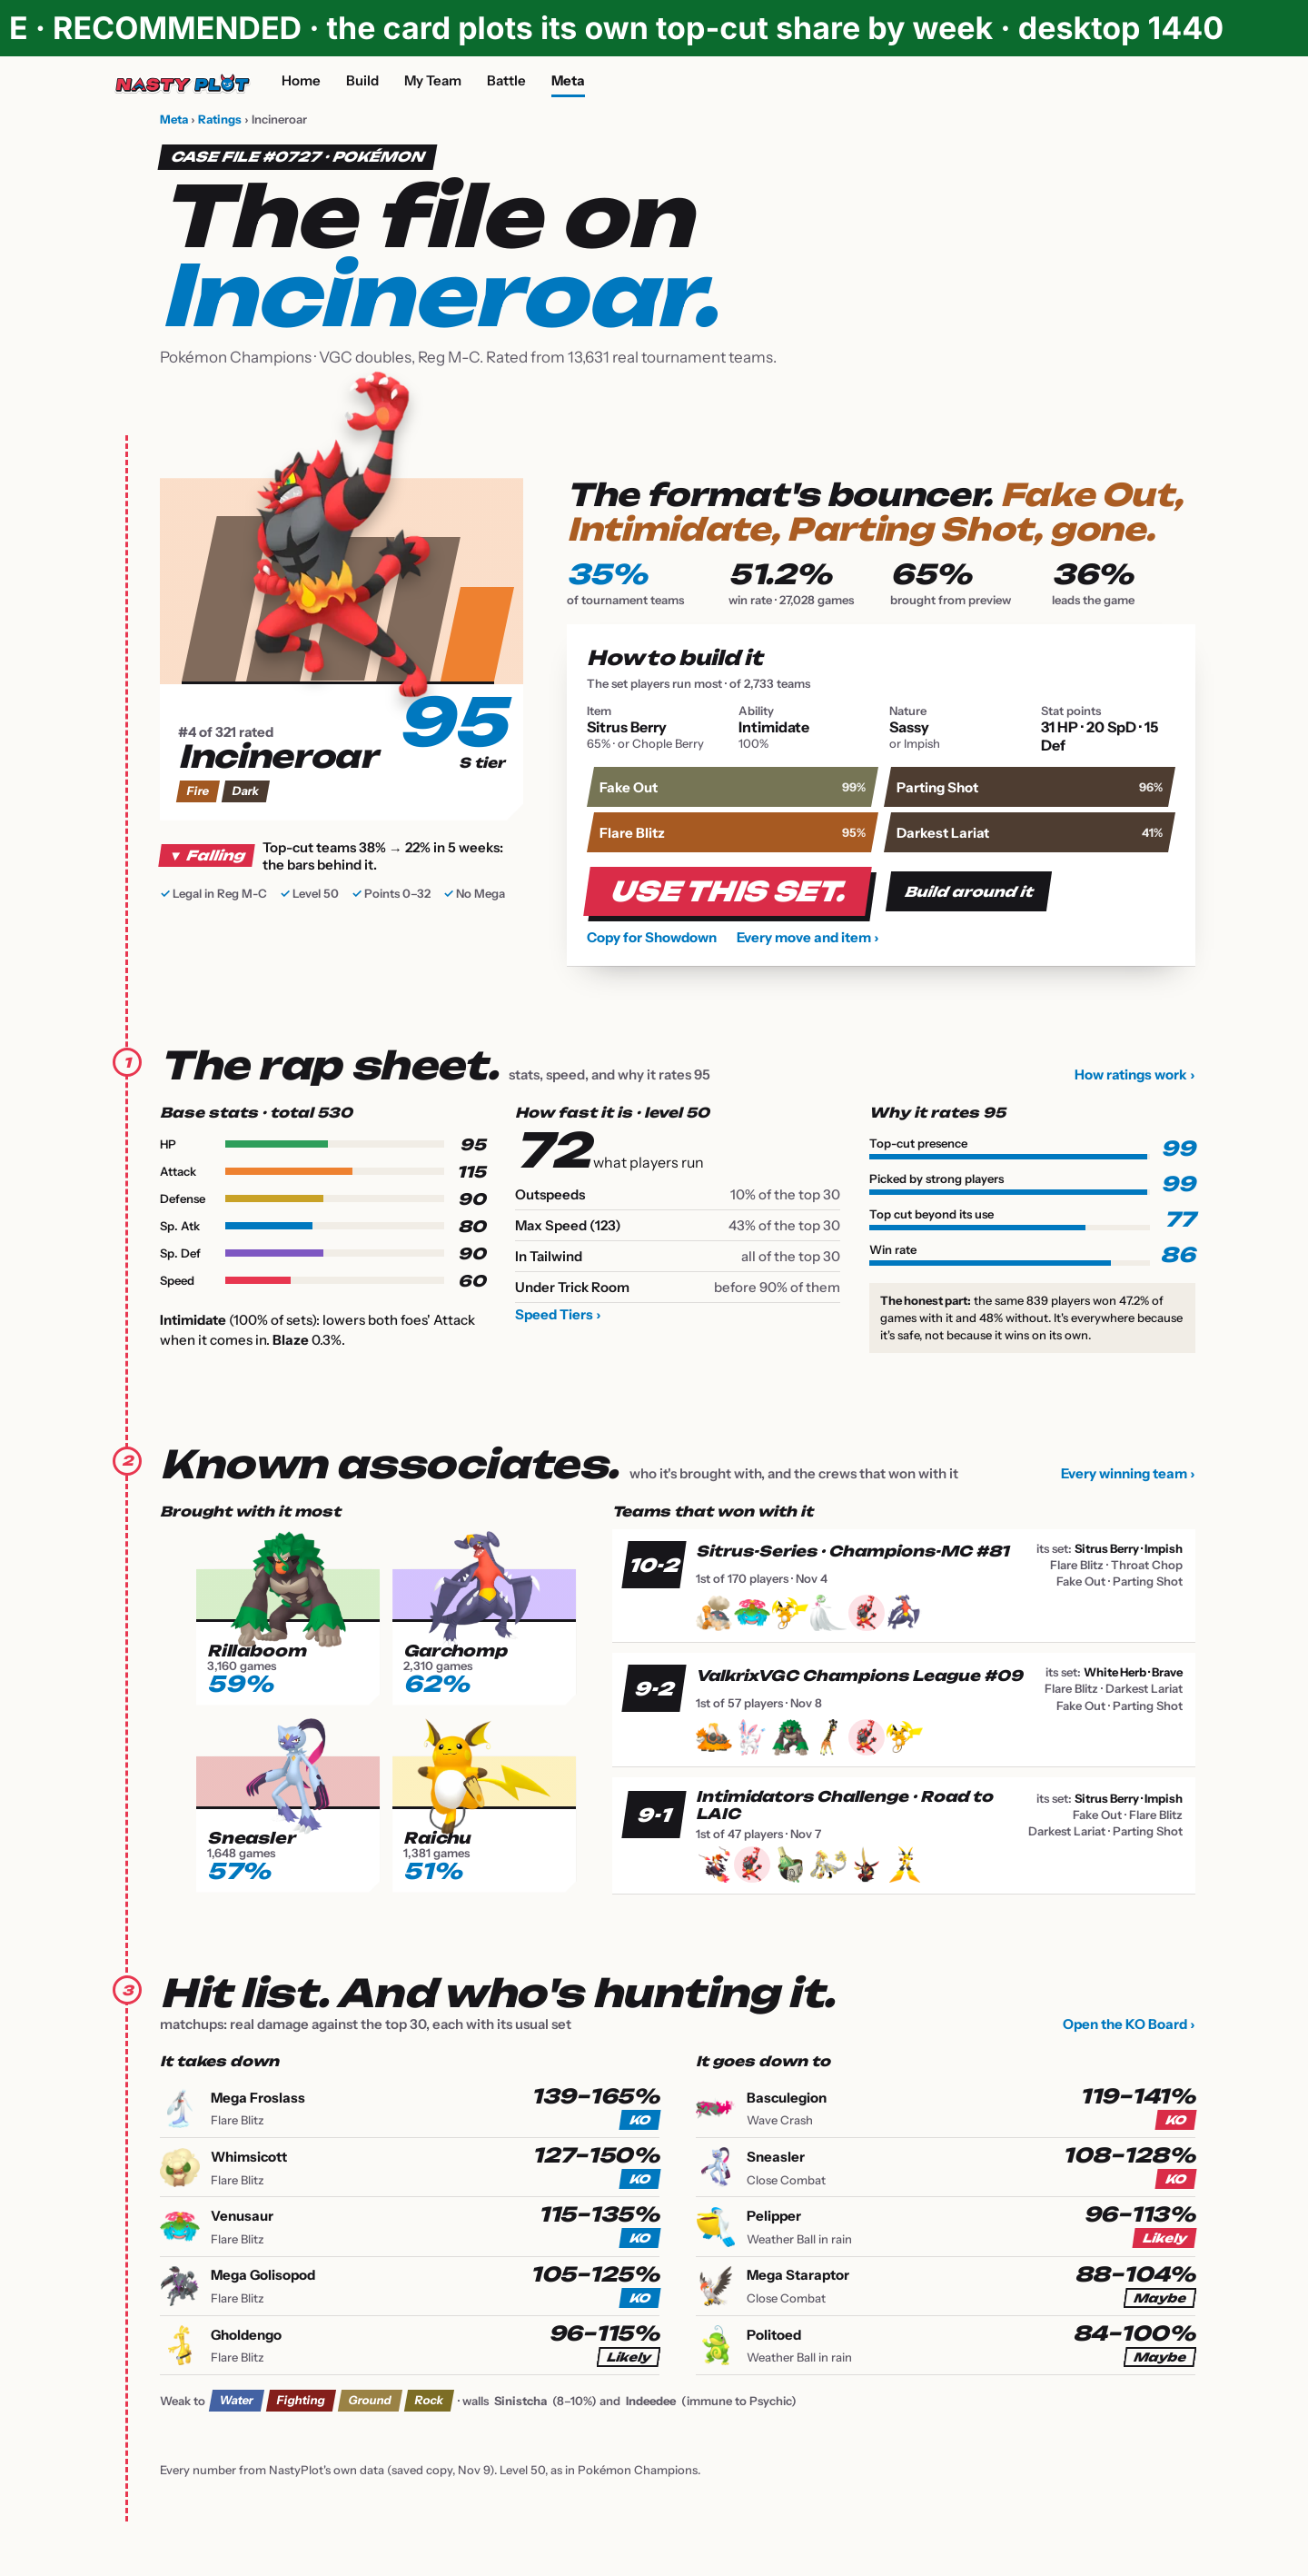 E · RECOMMENDED · the card plots its own top-cut share by week · desktop 1440
NASTY PLOT
Home Build My Team Battle Meta
Meta › Ratings › Incineroar
CASE FILE #0727 · POKÉMON
The file on
Incineroar.
Pokémon Champions · VGC doubles, Reg M-C. Rated from 13,631 real tournament teams.
#4 of 321 rated
Incineroar
95
S tier
Fire Dark
▼ Falling
Top-cut teams 38% → 22% in 5 weeks:
the bars behind it.
✓ Legal in Reg M-C ✓ Level 50 ✓ Points 0–32 ✓ No Mega
The format's bouncer. Fake Out,
Intimidate, Parting Shot, gone.
35% 51.2% 65% 36%
of tournament teams win rate · 27,028 games brought from preview leads the game
How to build it
The set players run most · of 2,733 teams
Item Ability Nature Stat points
Sitrus Berry Intimidate Sassy 31 HP · 20 SpD · 15
Def
65% · or Chople Berry 100% or Impish
Fake Out 99% Parting Shot 96%
Flare Blitz 95% Darkest Lariat 41%
USE THIS SET. Build around it
Copy for Showdown Every move and item ›
1 The rap sheet. stats, speed, and why it rates 95 How ratings work ›
Base stats · total 530
HP 95
Attack 115
Defense 90
Sp. Atk 80
Sp. Def 90
Speed 60
Intimidate (100% of sets): lowers both foes' Attack
when it comes in. Blaze 0.3%.
How fast it is · level 50
72 what players run
Outspeeds 10% of the top 30
Max Speed (123) 43% of the top 30
In Tailwind all of the top 30
Under Trick Room before 90% of them
Speed Tiers ›
Why it rates 95
Top-cut presence 99
Picked by strong players 99
Top cut beyond its use 77
Win rate 86
The honest part: the same 839 players won 47.2% of
games with it and 48% without. It's everywhere because
it's safe, not because it wins on its own.
2 Known associates. who it's brought with, and the crews that won with it Every winning team ›
Brought with it most
Rillaboom
3,160 games
59%
Garchomp
2,310 games
62%
Sneasler
1,648 games
57%
Raichu
1,381 games
51%
Teams that won with it
10-2 Sitrus-Series · Champions-MC #81
1st of 170 players · Nov 4
its set: Sitrus Berry · Impish
Flare Blitz · Throat Chop
Fake Out · Parting Shot
9-2 ValkrixVGC Champions League #09
1st of 57 players · Nov 8
its set: White Herb · Brave
Flare Blitz · Darkest Lariat
Fake Out · Parting Shot
9-1 Intimidators Challenge · Road to
LAIC
1st of 47 players · Nov 7
its set: Sitrus Berry · Impish
Fake Out · Flare Blitz
Darkest Lariat · Parting Shot
3 Hit list. And who's hunting it.
matchups: real damage against the top 30, each with its usual set Open the KO Board ›
It takes down
Mega Froslass 139–165%
Flare Blitz KO
Whimsicott 127–150%
Flare Blitz KO
Venusaur 115–135%
Flare Blitz KO
Mega Golisopod 105–125%
Flare Blitz KO
Gholdengo 96–115%
Flare Blitz Likely
It goes down to
Basculegion 119–141%
Wave Crash KO
Sneasler 108–128%
Close Combat KO
Pelipper 96–113%
Weather Ball in rain Likely
Mega Staraptor 88–104%
Close Combat Maybe
Politoed 84–100%
Weather Ball in rain Maybe
Weak to Water Fighting Ground Rock · walls Sinistcha (8–10%) and Indeedee (immune to Psychic)
Every number from NastyPlot's own data (saved copy, Nov 9). Level 50, as in Pokémon Champions.